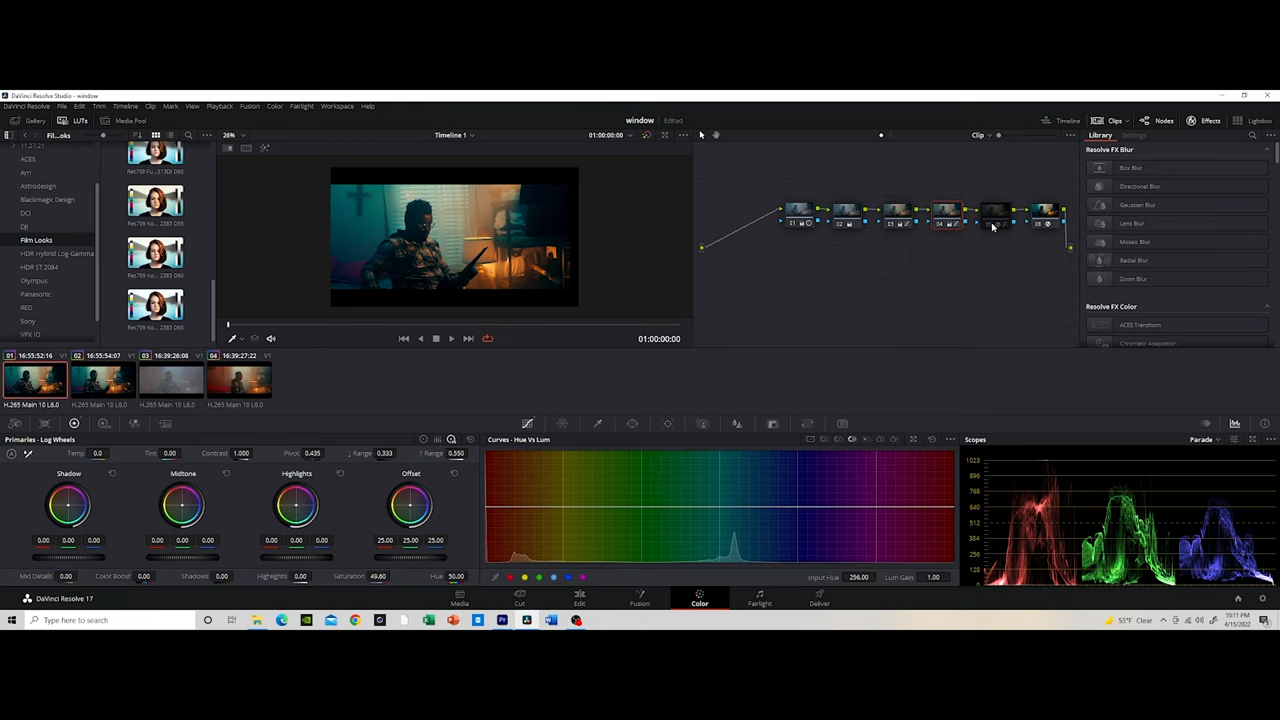 DaVinci Resolve Studio - window
DaVinci Resolve File Edit Trim Timeline Clip Mark View Playback Fusion Color Fairlight Workspace Help
Gallery LUTs Media Pool
window Edited
Timeline Clips Nodes Effects Lightbox
Fil...oks
26%
Timeline 1
01:00:00:00
Clip
Library Settings
11.27.21
ACES
Arri
Astrodesign
Blackmagic Design
DCI
DJI
Film Looks
HDR Hybrid Log-Gamma
HDR ST 2084
Olympus
Panasonic
RED
Sony
VFX IO
Rec709 Fu...513DI D65
Rec709 Ko... 2383 D60
Rec709 Ko... 2383 D65
01:00:00:00
Resolve FX Blur
Box Blur
Directional Blur
Gaussian Blur
Lens Blur
Mosaic Blur
Radial Blur
Zoom Blur
Resolve FX Color
ACES Transform
Chromatic Adaptation
01 16:55:52:16 V1 02 16:55:54:07 V1 03 16:39:26:08 V1 04 16:39:27:22 V1
H.265 Main 10 L6.0 H.265 Main 10 L6.0 H.265 Main 10 L6.0 H.265 Main 10 L6.0
Primaries - Log Wheels
Temp 0.0 Tint 0.00 Contrast 1.000 Pivot 0.435 Range 0.333 Range 0.550
Shadow Midtone Highlights Offset
0.00 0.00 0.00 0.00 0.00 0.00 0.00 0.00 0.00 25.00 25.00 25.00
Mid Details 0.00 Color Boost 0.00 Shadows 0.00 Highlights 0.00 Saturation 49.60 Hue 50.00
Curves - Hue Vs Lum
Input Hue 256.00 Lum Gain 1.00
Scopes
Parade
1023
896
768
640
512
384
256
128
0
DaVinci Resolve 17
Media Cut Edit Fusion Color Fairlight Deliver
Type here to search
55°F Clear
10:11 PM
4/15/2022